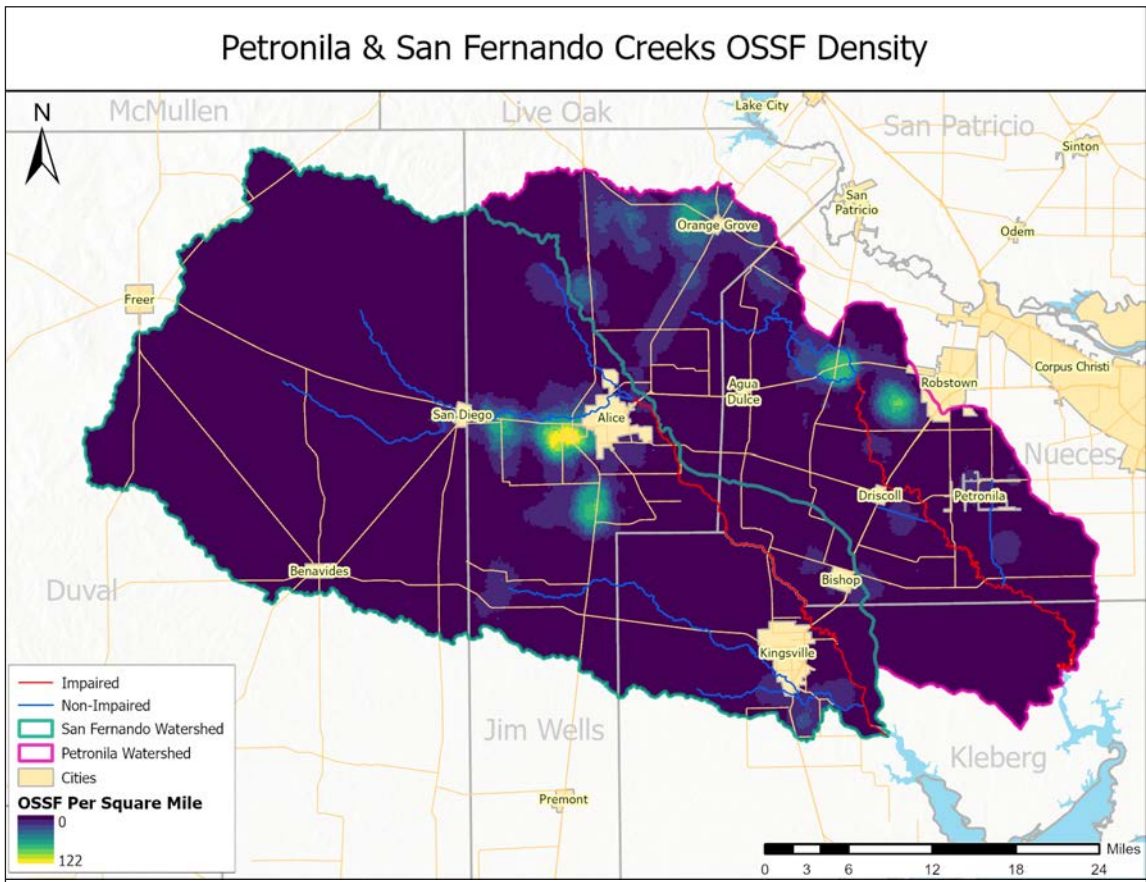 Petronila & San Fernando Creeks OSSF Density
N
McMullen
Live Oak
Lake City
San Patricio
Sinton
San
Patricio
Odem
Orange Grove
Freer
Corpus Christi
Robstown
Agua
Dulce
San Diego
Alice
Nueces
Driscoll
Petronila
Benavides
Duval
Bishop
Kingsville
Jim Wells
Kleberg
Premont
Impaired
Non-Impaired
San Fernando Watershed
Petronila Watershed
Cities
OSSF Per Square Mile
0
122
Miles
0 3 6 12 18 24